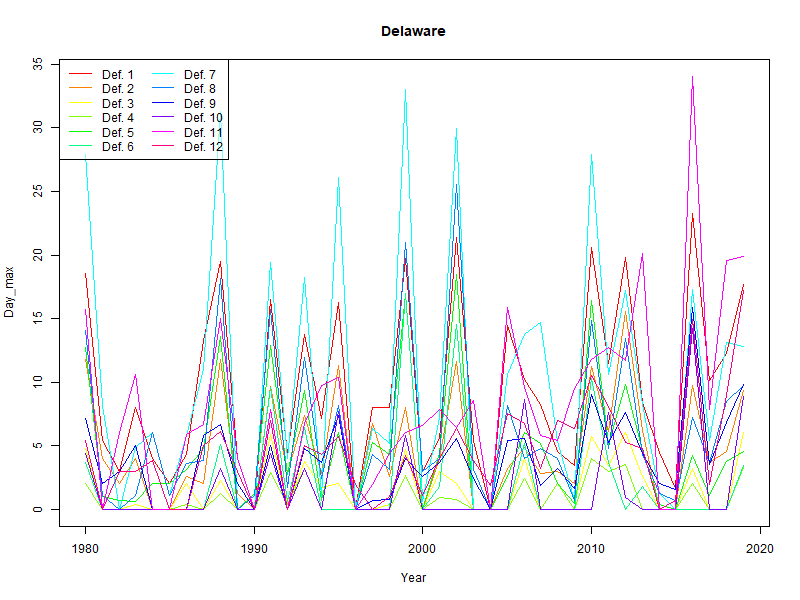 Delaware
Day_max
35
30
25
20
15
10
5
0
Def. 1 Def. 7
Def. 2 Def. 8
Def. 3 Def. 9
Def. 4 Def. 10
Def. 5 Def. 11
Def. 6 Def. 12
1980 1990 2000 2010 2020
Year